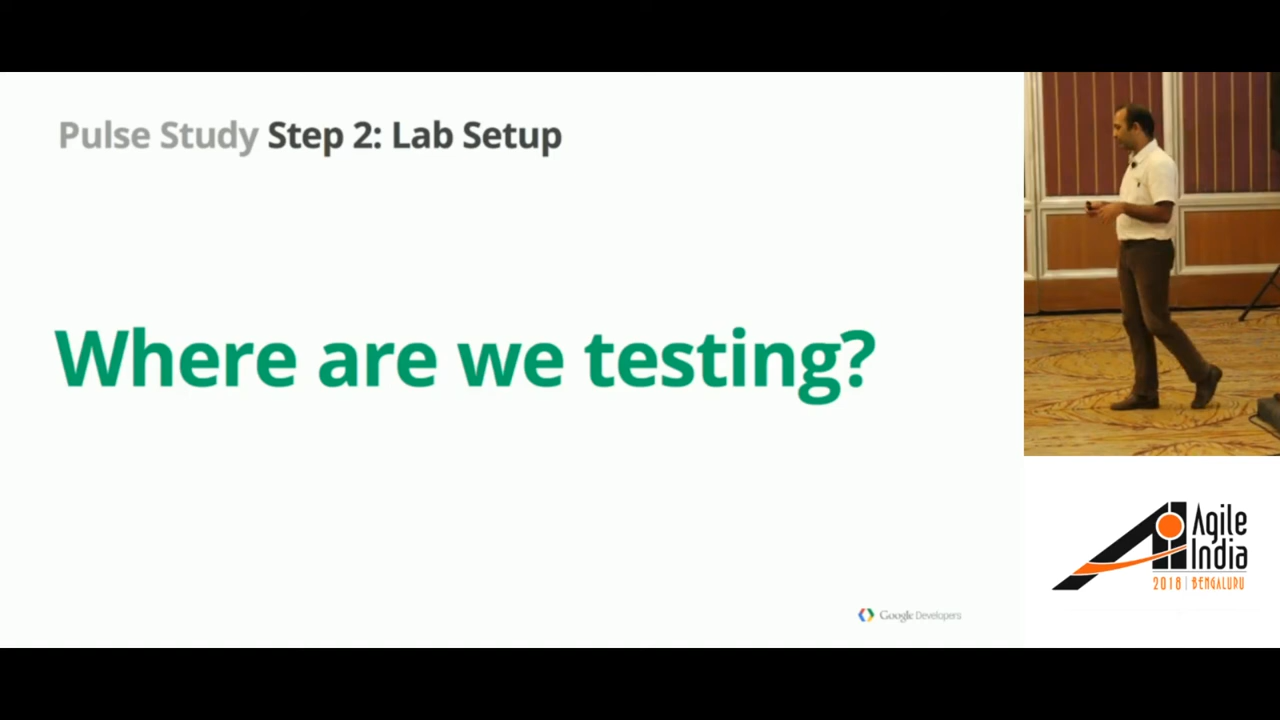 Pulse Study Step 2: Lab Setup
Where are we testing?
Google Developers
Agile
India
2018 | BENGALURU